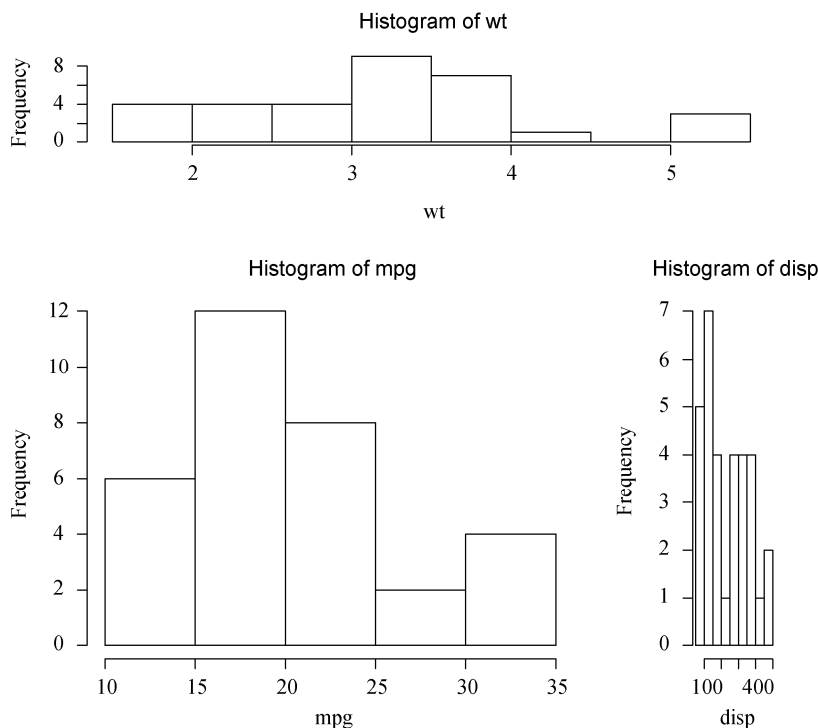 Histogram of wt
Frequency
8
4
0
2 3 4 5
wt
Histogram of mpg
Frequency
12
10
8
6
4
2
0
10 15 20 25 30 35
mpg
Histogram of disp
Frequency
7
6
5
4
3
2
1
0
100 400
disp